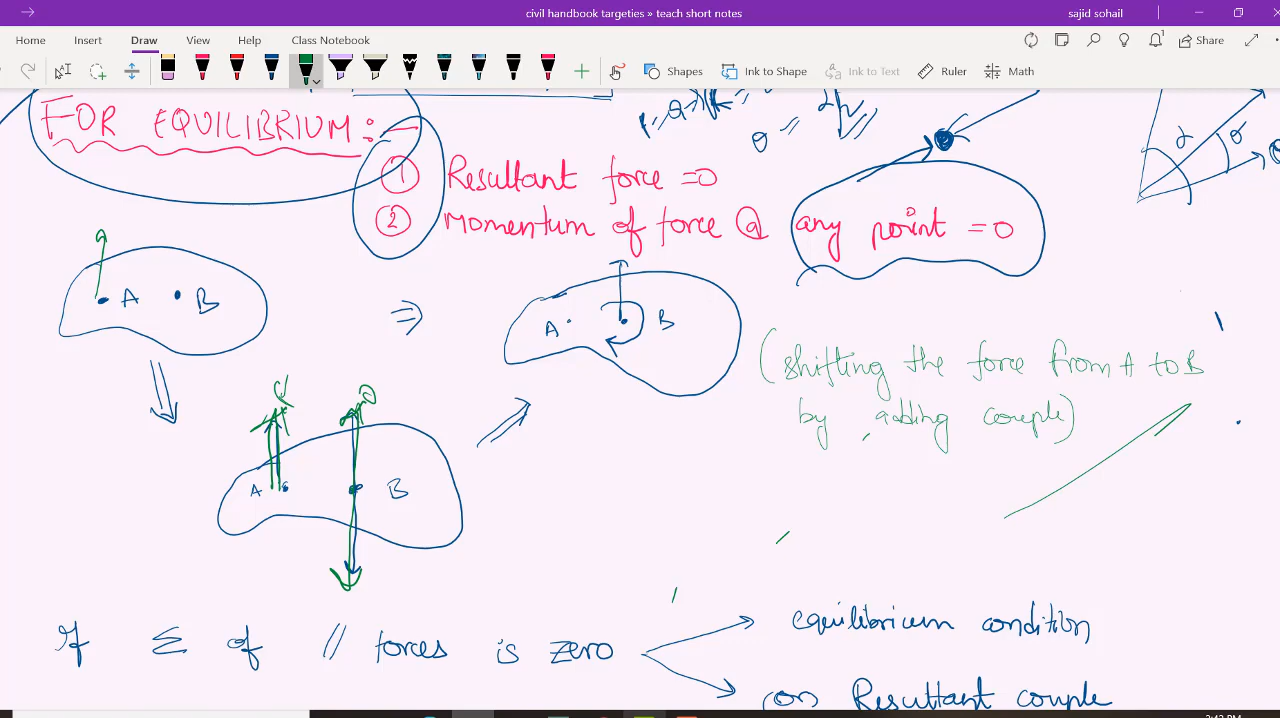 civil handbook targeties » teach short notes
sajid sohail
Home Insert Draw View Help Class Notebook
Share
Shapes Ink to Shape Ink to Text Ruler Math
FOR EQUILIBRIUM:-
① Resultant force =0
② Momentum of force @ any point =0
A B
⇒
A B
(shifting the force from A to B
by adding couple)
A B
If Σ of // forces is zero
equilibrium condition
(or) Resultant couple